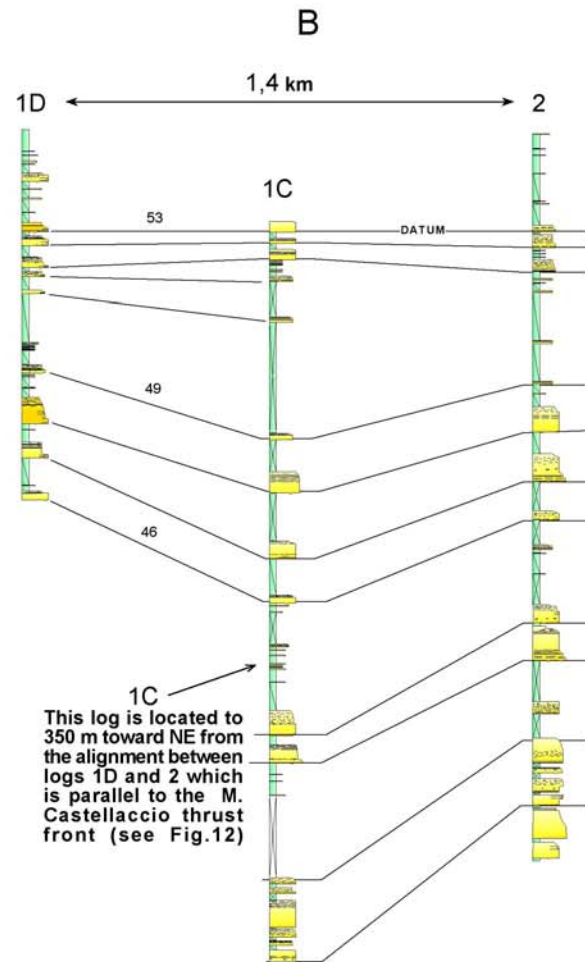 B
1,4 km
1D
2
1C
53
DATUM
49
46
1C
This log is located to
350 m toward NE from
the alignment between
logs 1D and 2 which
is parallel to the M.
Castellaccio thrust
front (see Fig.12)